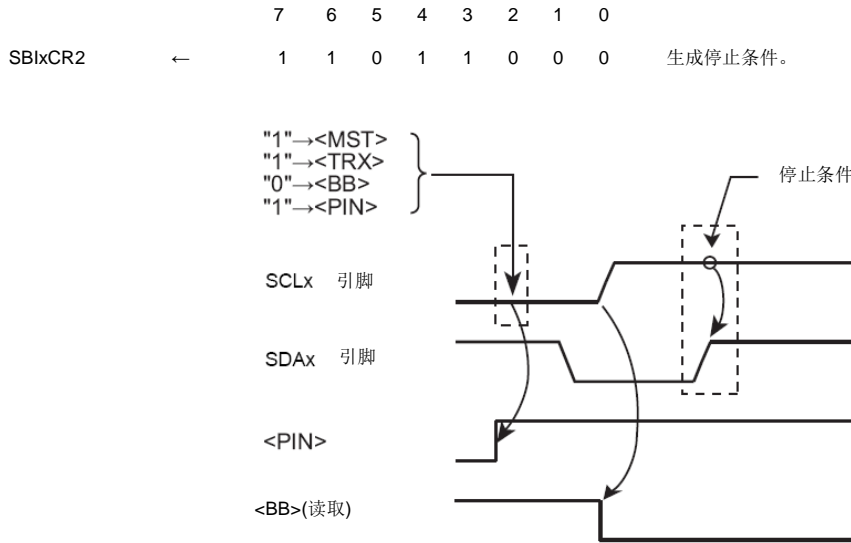 7 6 5 4 3 2 1 0
SBIxCR2 ← 1 1 0 1 1 0 0 0 生成停止条件。
"1"→<MST>
"1"→<TRX>
"0"→<BB>
"1"→<PIN>
停止条件
SCLx 引脚
SDAx 引脚
<PIN>
<BB>(读取)